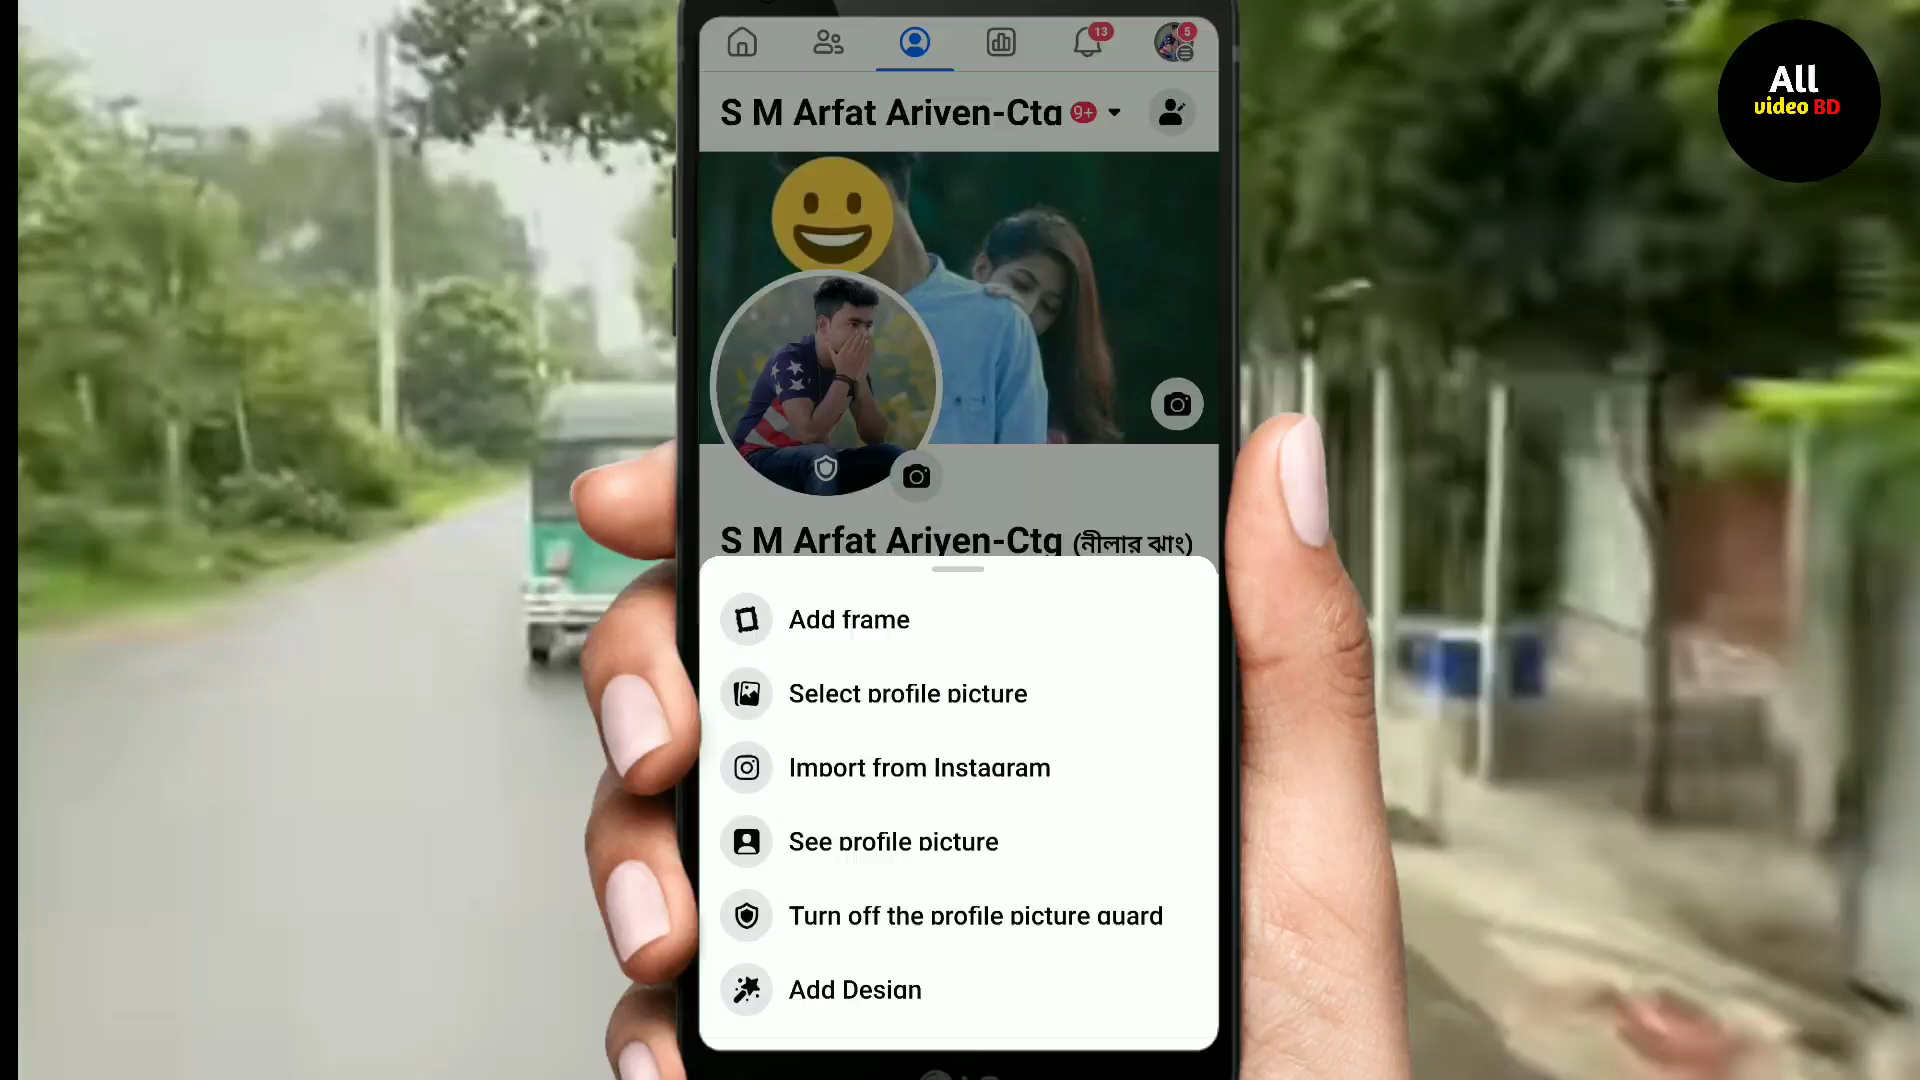 13
5
S M Arfat Ariyen-Ctg 9+
All
video BD
S M Arfat Ariyen-Ctg (নীলার ঝাং)
Add frame
Select profile picture
Import from Instagram
See profile picture
Turn off the profile picture guard
Add Design